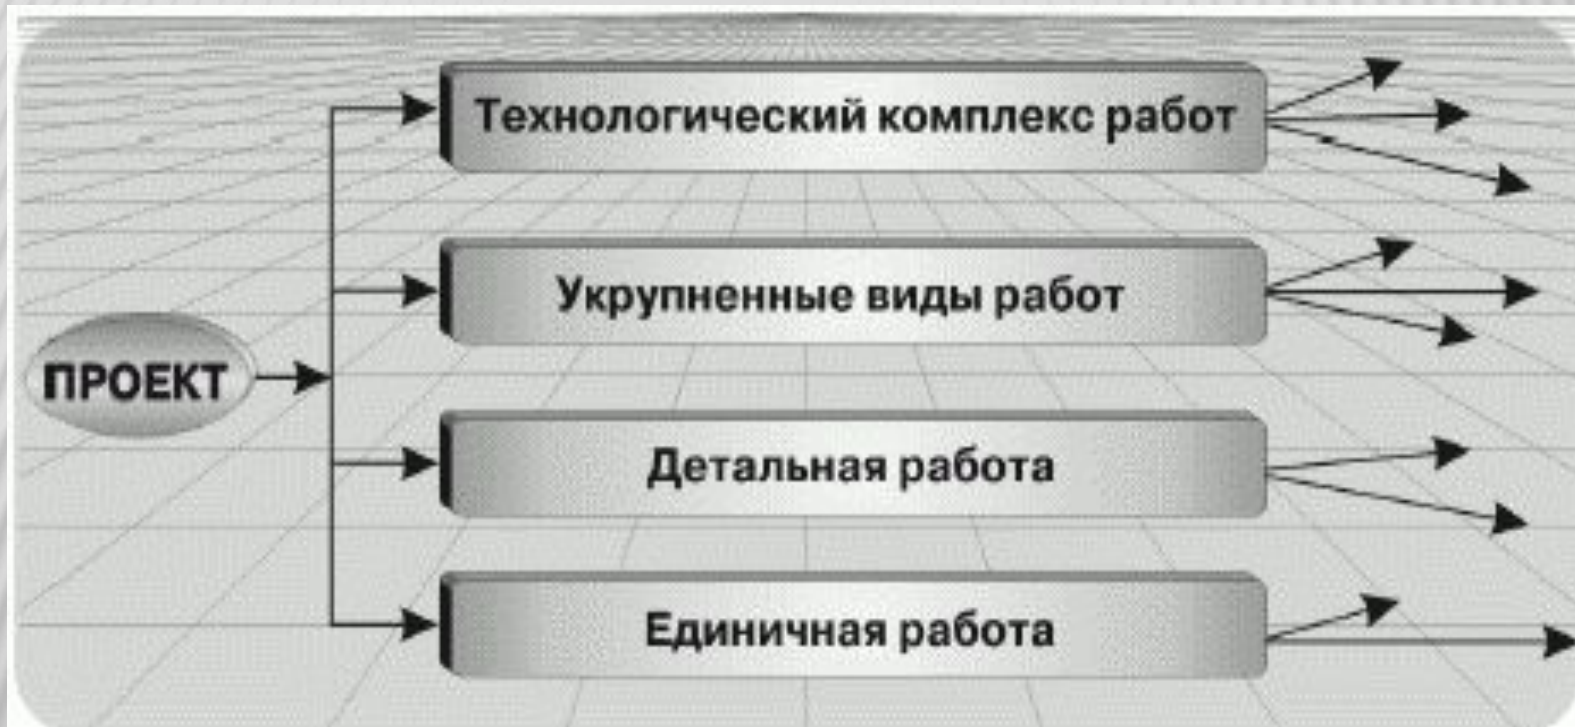 Технологический комплекс работ
Укрупненные виды работ
ПРОЕКТ
Детальная работа
Единичная работа